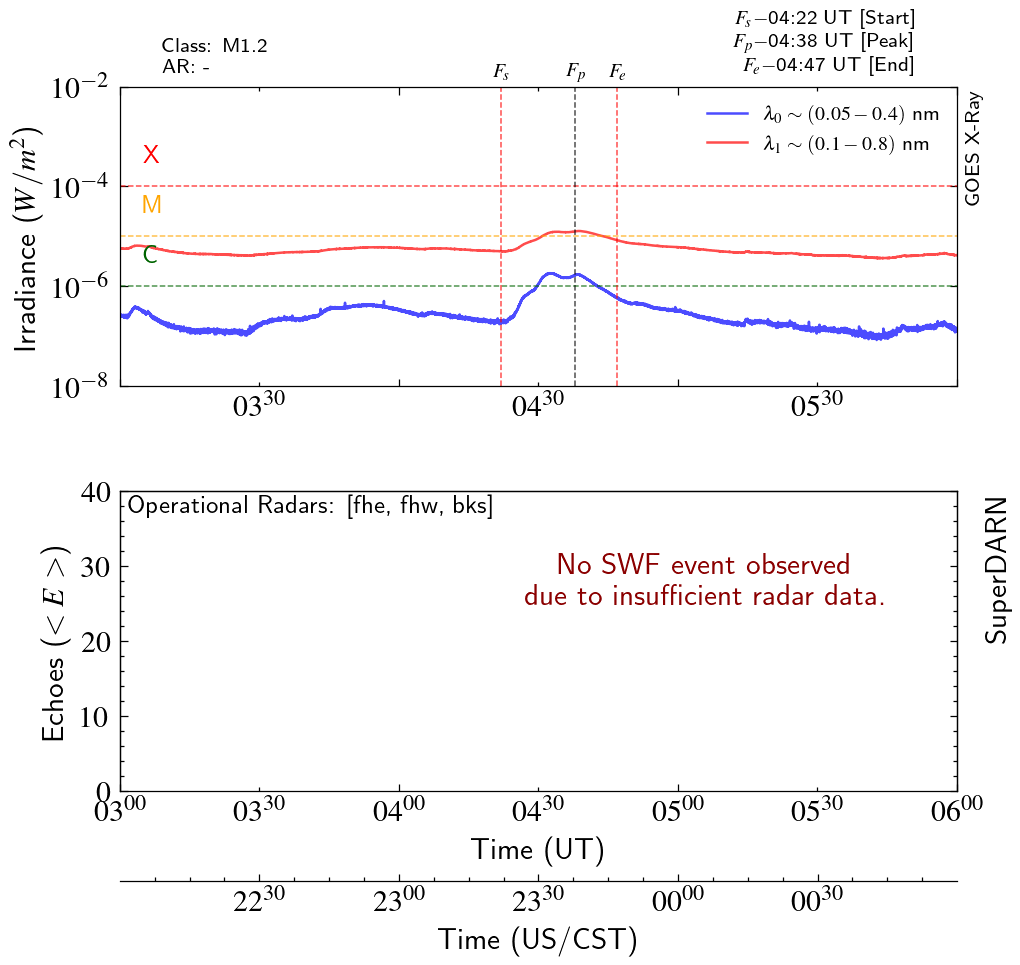 Class: M1.2
AR: -
F_s−04:22 UT [Start]
F_p−04:38 UT [Peak]
F_e−04:47 UT [End]
F_s F_p F_e
10^−2
10^−4
10^−6
10^−8
Irradiance (W/m^2)
X
M
C
λ_0 ~ (0.05 − 0.4) nm
λ_1 ~ (0.1 − 0.8) nm
GOES X-Ray
03^30 04^30 05^30
Operational Radars: [fhe, fhw, bks]
No SWF event observed
due to insufficient radar data.
40
30
20
10
0
Echoes (< E >)
SuperDARN
03^00 03^30 04^00 04^30 05^00 05^30 06^00
Time (UT)
22^30 23^00 23^30 00^00 00^30
Time (US/CST)